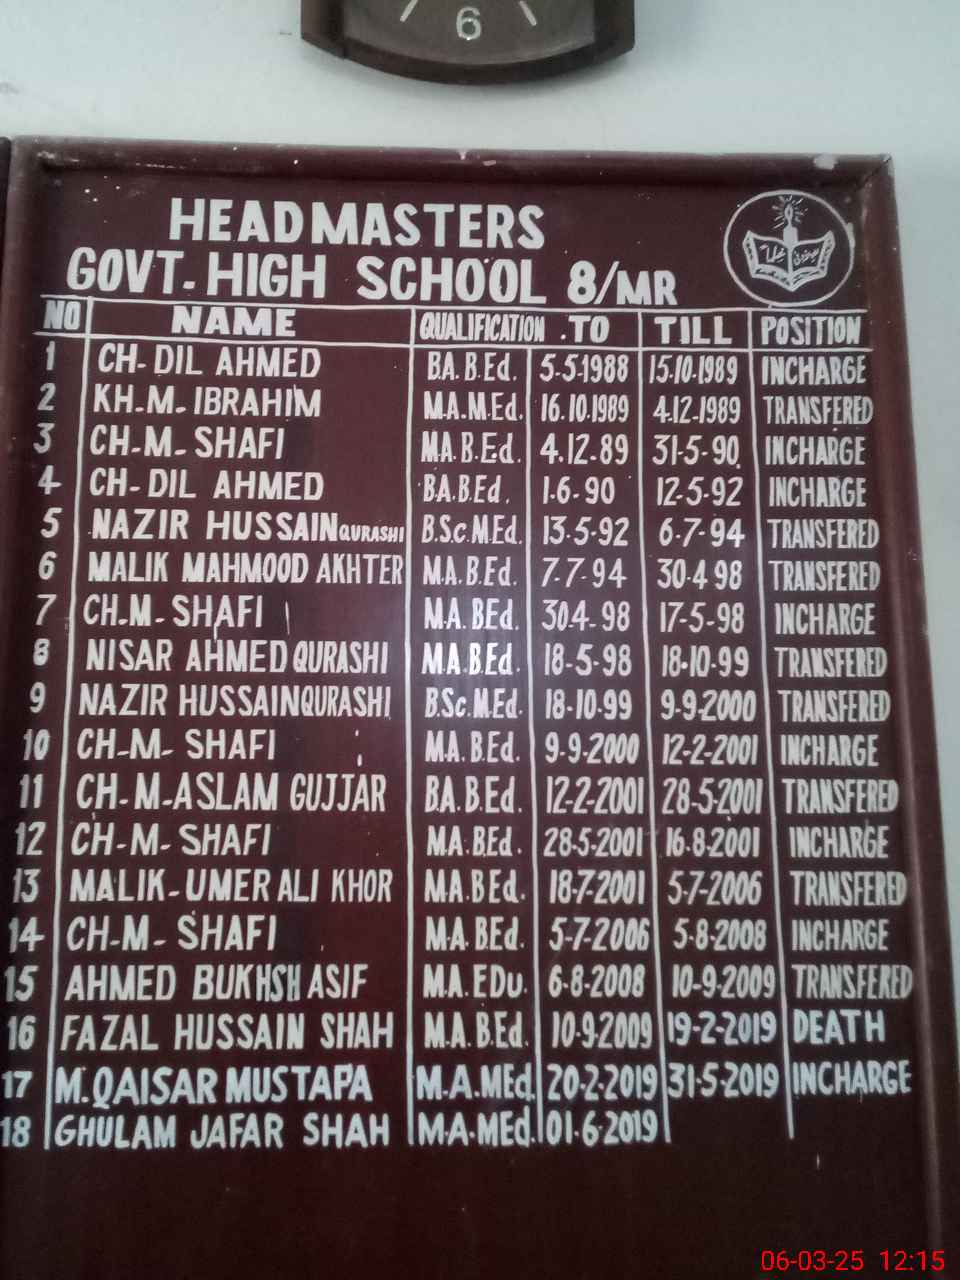 6
HEADMASTERS
GOVT-HIGH SCHOOL 8/MR
NO NAME QUALIFICATION .TO TILL POSITION
1 CH-DIL AHMED B.A.B.Ed. 5-5-1988 15.10.1989 INCHARGE
2 KH-M-IBRAHIM M.A.M.Ed. 16.10.1989 4.12-1989 TRANSFERED
3 CH-M-SHAFI M.A.B.Ed. 4.12-89 31-5-90 INCHARGE
4 CH-DIL AHMED B.A.B.Ed. 1-6-90 12-5-92 INCHARGE
5 NAZIR HUSSAIN QURASHI B.Sc.M.Ed 13-5-92 6-7-94 TRANSFERED
6 MALIK MAHMOOD AKHTER M.A.B.Ed. 7-7-94 30-4 98 TRANSFERED
7 CH-M-SHAFI M.A.BEd. 304-98 17-5-98 INCHARGE
8 NISAR AHMED QURASHI M.A.B.Ed. 18-5-98 18-10-99 TRANSFERED
9 NAZIR HUSSAIN QURASHI B.Sc.M.Ed. 18-10-99 9-9-2000 TRANSFERED
10 CH-M-SHAFI M.A.B.Ed. 9-9-2000 12-2-2001 INCHARGE
11 CH-M-ASLAM GUJJAR B.A.B.Ed. 12-2-2001 28-5-2001 TRANSFERED
12 CH-M-SHAFI M.A.B.Ed. 28-5-2001 16.8-2001 INCHARGE
13 MALIK-UMER ALI KHOR M.A.BEd. 18-7-2001 5-7-2006 TRANSFERED
14 CH-M-SHAFI M.A.BEd. 5-7-2006 5-8-2008 INCHARGE
15 AHMED BUKHSH ASIF M.A.EDU. 6-8-2008 10-9-2009 TRANSFERED
16 FAZAL HUSSAIN SHAH M.A.B.Ed. 10-9-2009 19-2-2019 DEATH
17 M.QAISAR MUSTAFA M.A.MEd. 20-2-2019 31-5-2019 INCHARGE
18 GHULAM JAFAR SHAH M.A.MEd. 01.6-2019
06-03-25 12:15